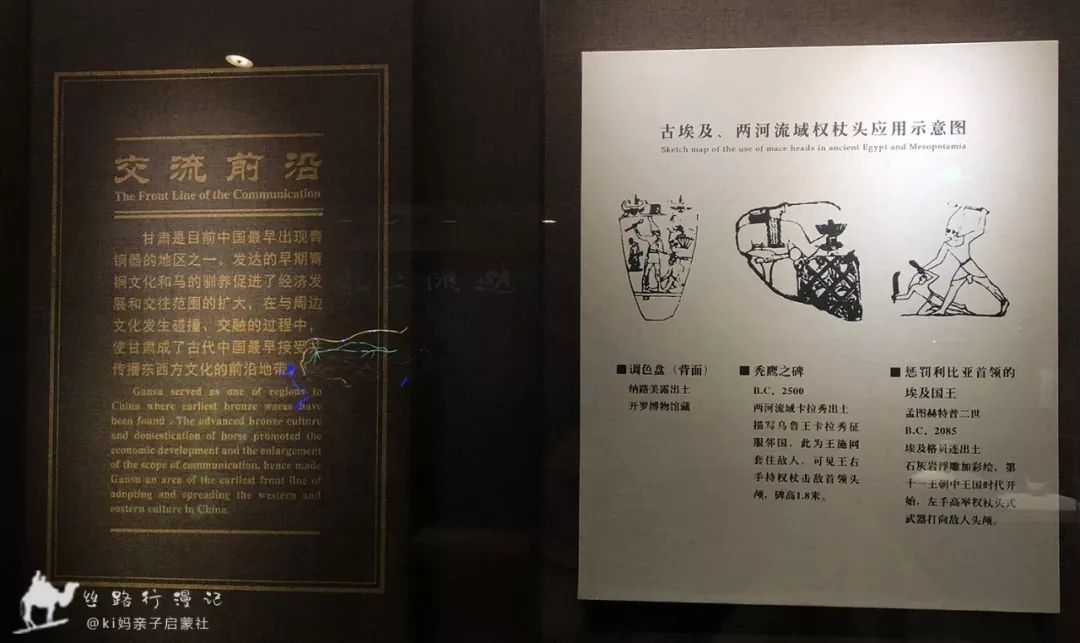 交流前沿
The Front Line of the Communication
甘肃是目前中国最早出现青
铜器的地区之一。发达的早期青
铜文化和马的驯养促进了经济发
展和交往范围的扩大，在与周边
文化发生碰撞、交融的过程中，
使甘肃成了古代中国最早接受
传播东西方文化的前沿地带
Gansu served as one of regions in
China where earliest bronze wares have
been found . The advanced bronze culture
and domestication of horse promoted the
economic development and the enlargement
of the scope of communication, hence made
Gansu an area of the earliest front line of
adopting and spreading the western and
eastern culture in China.
古埃及、两河流域权杖头应用示意图
Sketch map of the use of mace heads in ancient Egypt and Mesopotamia
■调色盘（背面）
纳路美露出土
开罗博物馆藏
■秃鹰之碑
B.C. 2500
两河流域卡拉秀出土
描写乌鲁王卡拉秀征
服邻国，此为王施网
套住敌人，可见王右
手持权杖击敌首领头
颅，碑高1.8米。
■惩罚利比亚首领的
埃及国王
孟图赫特普二世
B.C. 2085
埃及格贝连出土
石灰岩浮雕加彩绘，第
十一王朝中王国时代开
始，左手高举权杖头式
武器打向敌人头颅。
丝路行漫记
@ki妈亲子启蒙社